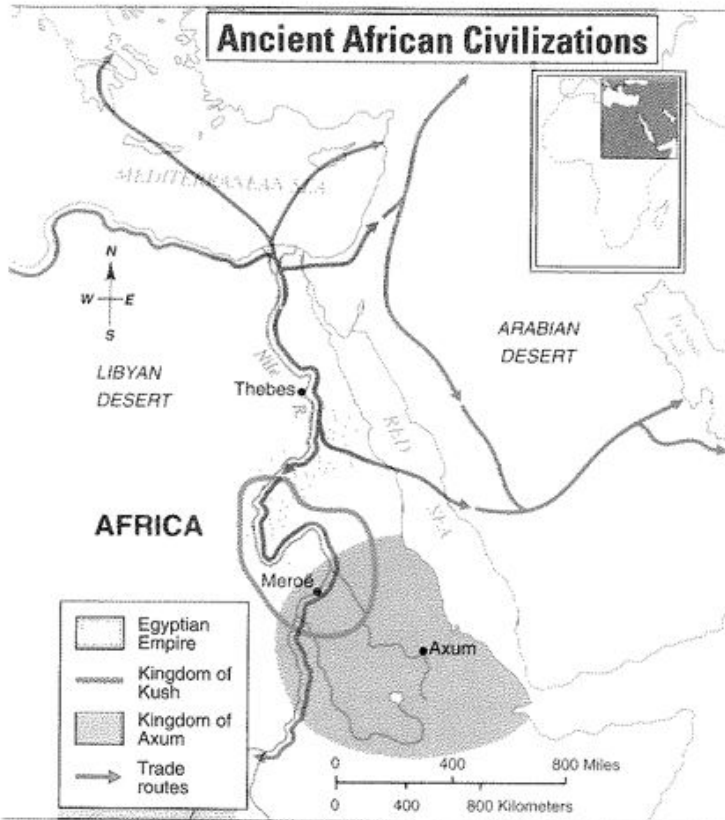 Ancient African Civilizations
MEDITERRANEAN SEA
N
W E
S
LIBYAN
DESERT
ARABIAN
DESERT
Nile
R.
Thebes
RED
SEA
AFRICA
Meroé
Axum
Egyptian
Empire
Kingdom of
Kush
Kingdom of
Axum
Trade
routes
0 400 800 Miles
0 400 800 Kilometers